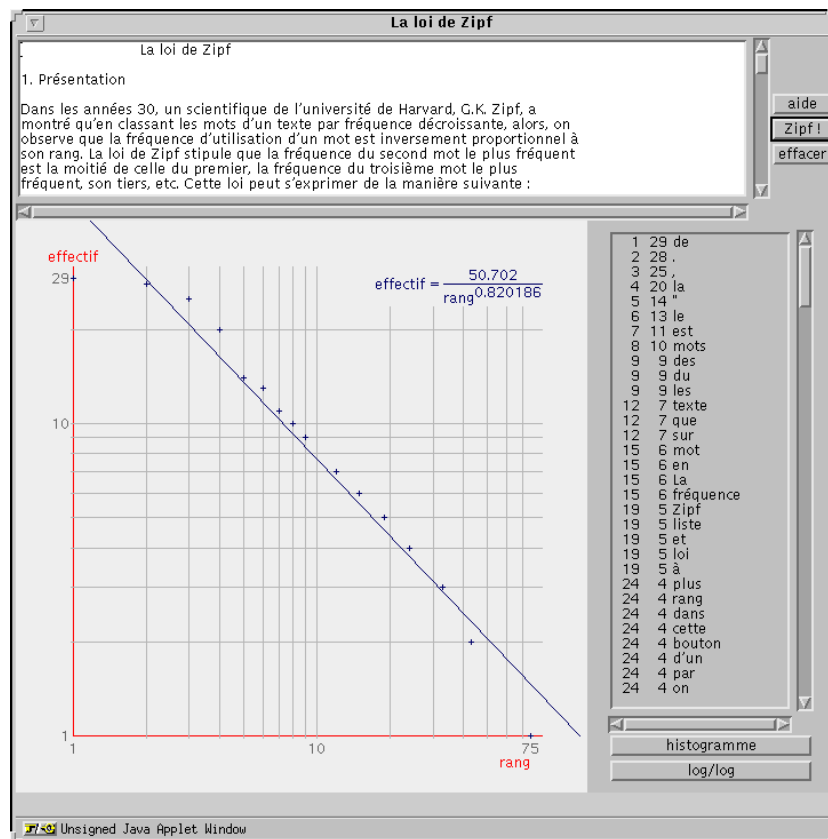 La loi de Zipf
La loi de Zipf
1. Présentation
Dans les années 30, un scientifique de l'université de Harvard, G.K. Zipf, a
montré qu'en classant les mots d'un texte par fréquence décroissante, alors, on
observe que la fréquence d'utilisation d'un mot est inversement proportionnel à
son rang. La loi de Zipf stipule que la fréquence du second mot le plus fréquent
est la moitié de celle du premier, la fréquence du troisième mot le plus
fréquent, son tiers, etc. Cette loi peut s'exprimer de la manière suivante :
aide
Zipf !
effacer
effectif
29
10
1
1
10
75
rang
effectif = 50.702 / rang^0.820186
1 29 de
2 28 .
3 25 ,
4 20 la
5 14 "
6 13 le
7 11 est
8 10 mots
9 9 des
9 9 du
9 9 les
12 7 texte
12 7 que
12 7 sur
15 6 mot
15 6 en
15 6 La
15 6 fréquence
19 5 Zipf
19 5 liste
19 5 et
19 5 loi
19 5 à
24 4 plus
24 4 rang
24 4 dans
24 4 cette
24 4 bouton
24 4 d'un
24 4 par
24 4 on
histogramme
log/log
Unsigned Java Applet Window